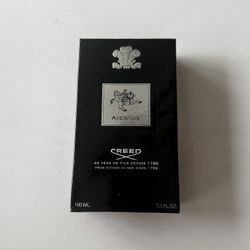 AVENTUS
CREED
DE PÈRE EN FILS DEPUIS 1760
FROM FATHER TO SON SINCE 1760
100 ML
3.3 FL.OZ.